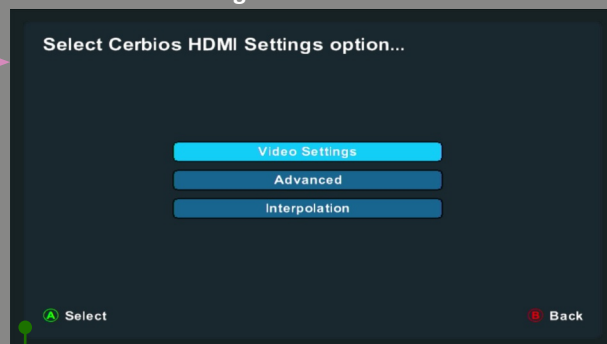 Select Cerbios HDMI Settings option...
Video Settings
Advanced
Interpolation
A Select
B Back